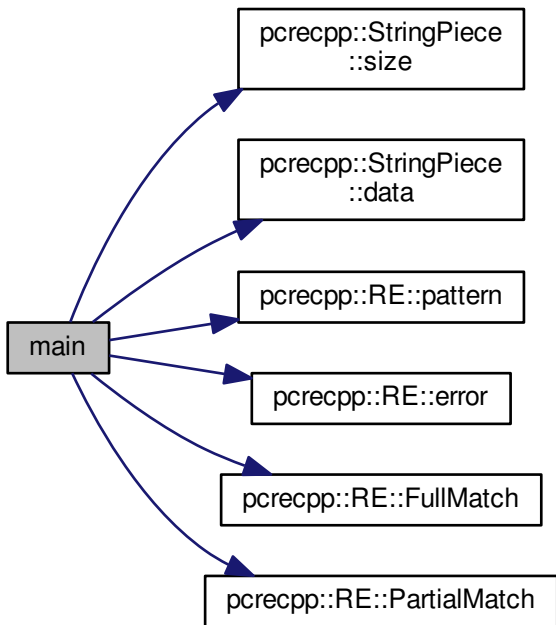 pcrecpp::StringPiece
::size
pcrecpp::StringPiece
::data
pcrecpp::RE::pattern
main
pcrecpp::RE::error
pcrecpp::RE::FullMatch
pcrecpp::RE::PartialMatch